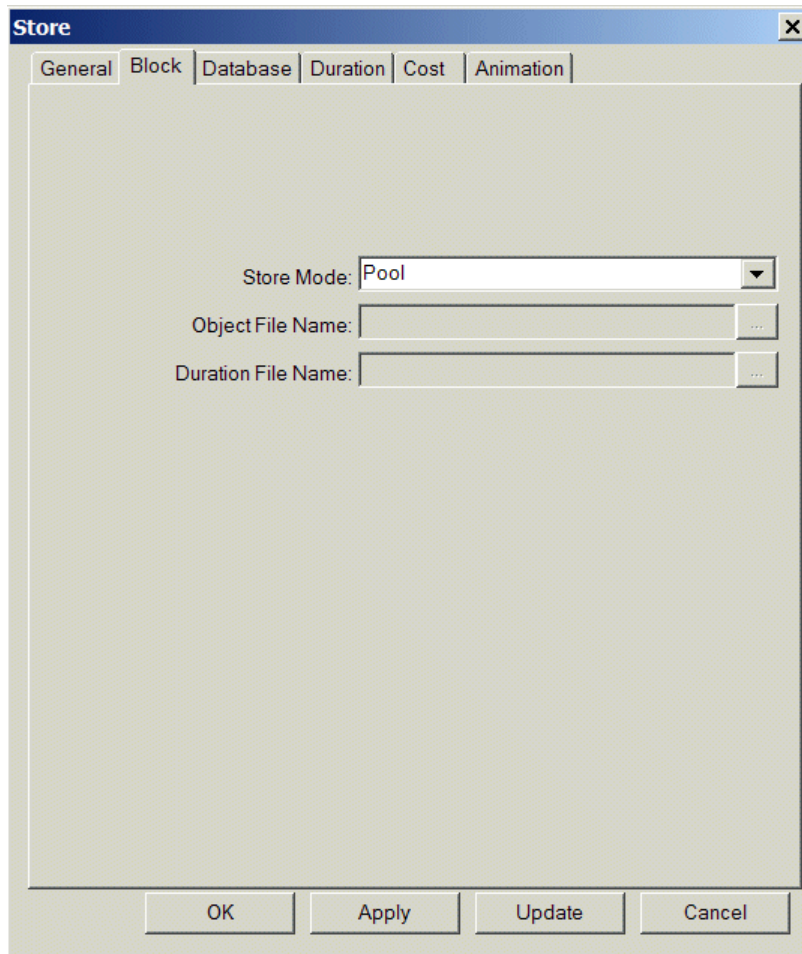 Store
General Block Database Duration Cost Animation
Store Mode: Pool
Object File Name: ...
Duration File Name: ...
OK Apply Update Cancel